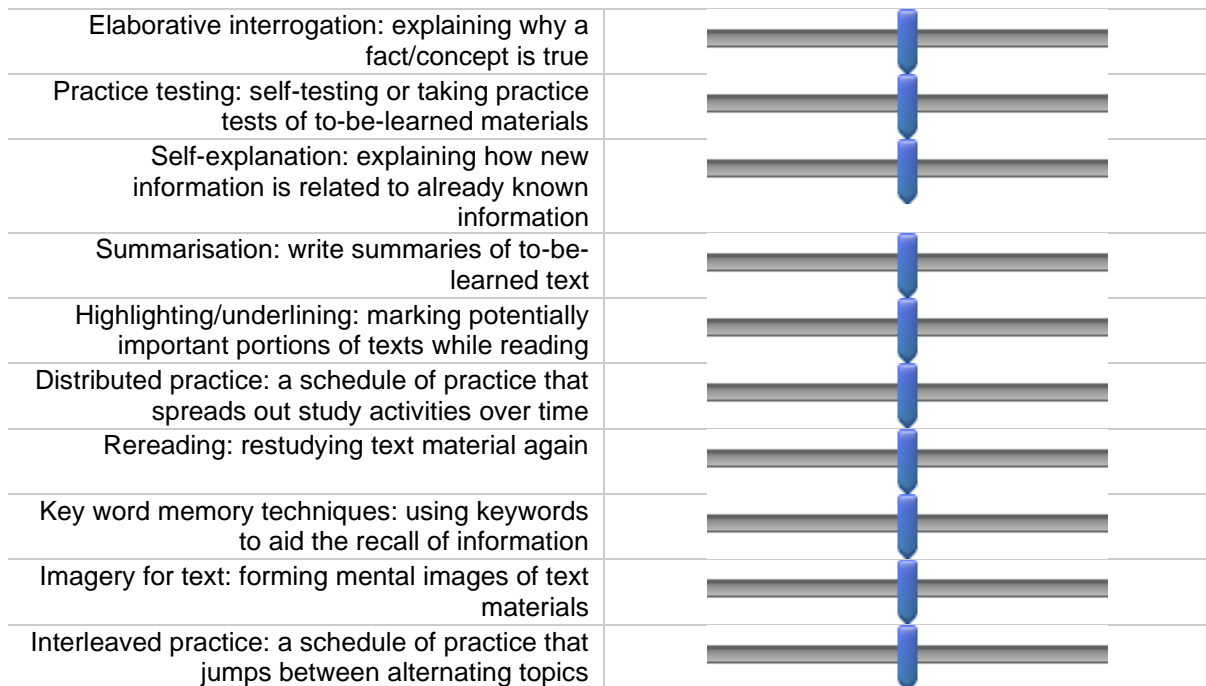 Elaborative interrogation: explaining why a
fact/concept is true
Practice testing: self-testing or taking practice
tests of to-be-learned materials
Self-explanation: explaining how new
information is related to already known
information
Summarisation: write summaries of to-be-
learned text
Highlighting/underlining: marking potentially
important portions of texts while reading
Distributed practice: a schedule of practice that
spreads out study activities over time
Rereading: restudying text material again
Key word memory techniques: using keywords
to aid the recall of information
Imagery for text: forming mental images of text
materials
Interleaved practice: a schedule of practice that
jumps between alternating topics